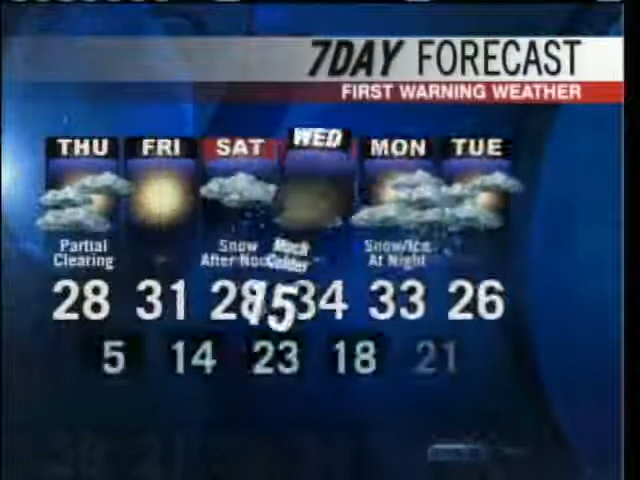 7DAY FORECAST
FIRST WARNING WEATHER
THU FRI SAT WED MON TUE
Partial Clearing
Snow After Noon
Much Colder
Snow/Ice At Night
28 31 28 15 34 33 26
5 14 23 18 21